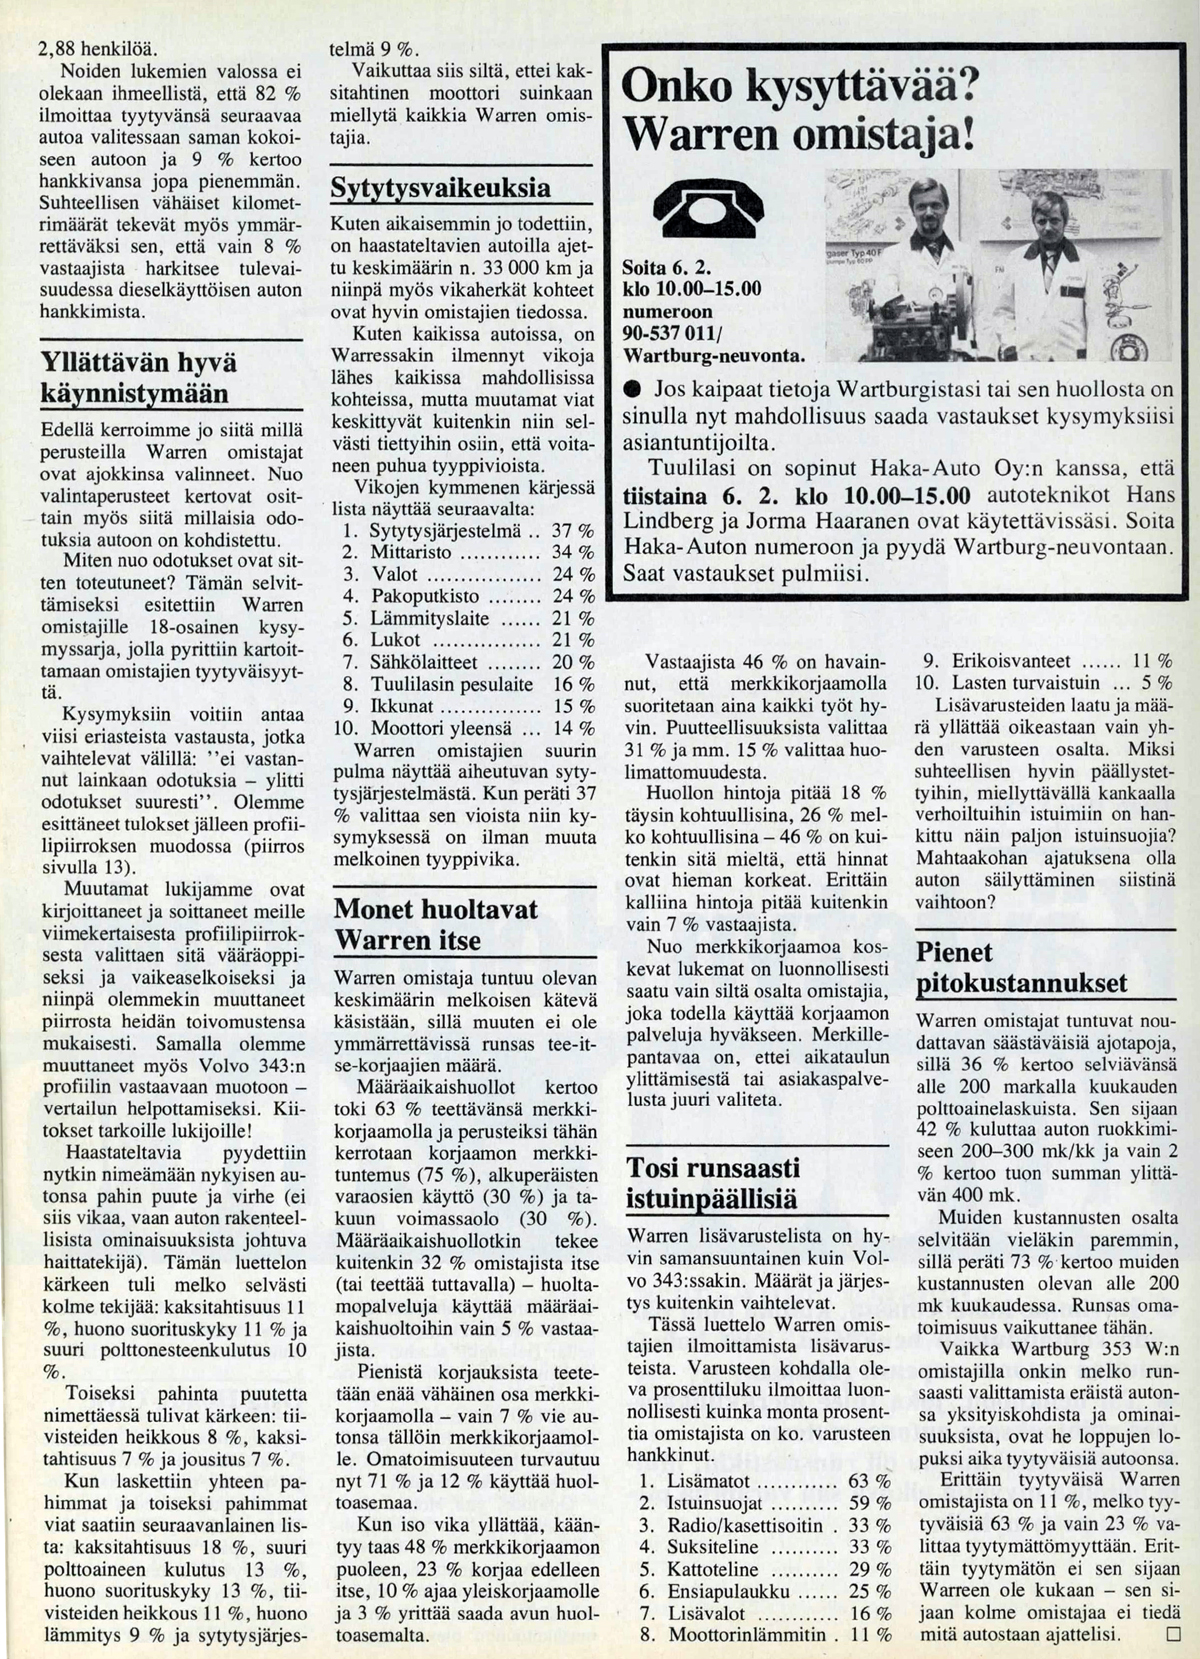 2,88 henkilöä.
Noiden lukemien valossa ei
olekaan ihmeellistä, että 82 %
ilmoittaa tyytyvänsä seuraavaa
autoa valitessaan saman kokoi-
seen autoon ja 9 % kertoo
hankkivansa jopa pienemmän.
Suhteellisen vähäiset kilomet-
rimäärät tekevät myös ymmär-
rettäväksi sen, että vain 8 %
vastaajista harkitsee tulevai-
suudessa dieselkäyttöisen auton
hankkimista.
Yllättävän hyvä
käynnistymään
Edellä kerroimme jo siitä millä
perusteilla Warren omistajat
ovat ajokkinsa valinneet. Nuo
valintaperusteet kertovat osit-
tain myös siitä millaisia odo-
tuksia autoon on kohdistettu.
Miten nuo odotukset ovat sit-
ten toteutuneet? Tämän selvit-
tämiseksi esitettiin Warren
omistajille 18-osainen kysy-
myssarja, jolla pyrittiin kartoit-
tamaan omistajien tyytyväisyyt-
tä.
Kysymyksiin voitiin antaa
viisi eriasteista vastausta, jotka
vaihtelevat välillä: ''ei vastan-
nut lainkaan odotuksia – ylitti
odotukset suuresti''. Olemme
esittäneet tulokset jälleen profii-
lipiirroksen muodossa (piirros
sivulla 13).
Muutamat lukijamme ovat
kirjoittaneet ja soittaneet meille
viimekertaisesta profiilipiirrok-
sesta valittaen sitä vääräoppi-
seksi ja vaikeaselkoiseksi ja
niinpä olemmekin muuttaneet
piirrosta heidän toivomustensa
mukaisesti. Samalla olemme
muuttaneet myös Volvo 343:n
profiilin vastaavaan muotoon –
vertailun helpottamiseksi. Kii-
tokset tarkoille lukijoille!
Haastateltavia pyydettiin
nytkin nimeämään nykyisen au-
tonsa pahin puute ja virhe (ei
siis vikaa, vaan auton rakenteel-
lisista ominaisuuksista johtuva
haittatekijä). Tämän luettelon
kärkeen tuli melko selvästi
kolme tekijää: kaksitahtisuus 11
%, huono suorituskyky 11 % ja
suuri polttonesteenkulutus 10
%.
Toiseksi pahinta puutetta
nimettäessä tulivat kärkeen: tii-
visteiden heikkous 8 %, kaksi-
tahtisuus 7 % ja jousitus 7 %.
Kun laskettiin yhteen pa-
himmat ja toiseksi pahimmat
viat saatiin seuraavanlainen lis-
ta: kaksitahtisuus 18 %, suuri
polttoaineen kulutus 13 %,
huono suorituskyky 13 %, tii-
visteiden heikkous 11 %, huono
lämmitys 9 % ja sytytysjärjes-
telmä 9 %.
Vaikuttaa siis siltä, ettei kak-
sitahtinen moottori suinkaan
miellytä kaikkia Warren omis-
tajia.
Sytytysvaikeuksia
Kuten aikaisemmin jo todettiin,
on haastateltavien autoilla ajet-
tu keskimäärin n. 33 000 km ja
niinpä myös vikaherkät kohteet
ovat hyvin omistajien tiedossa.
Kuten kaikissa autoissa, on
Warressakin ilmennyt vikoja
lähes kaikissa mahdollisissa
kohteissa, mutta muutamat viat
keskittyvät kuitenkin niin sel-
västi tiettyihin osiin, että voita-
neen puhua tyyppivioista.
Vikojen kymmenen kärjessä
lista näyttää seuraavalta:
1. Sytytysjärjestelmä .. 37 %
2. Mittaristo ............ 34 %
3. Valot ................. 24 %
4. Pakoputkisto ........ 24 %
5. Lämmityslaite ...... 21 %
6. Lukot ................ 21 %
7. Sähkölaitteet ........ 20 %
8. Tuulilasin pesulaite 16 %
9. Ikkunat ............... 15 %
10. Moottori yleensä ... 14 %
Warren omistajien suurin
pulma näyttää aiheutuvan syty-
tysjärjestelmästä. Kun peräti 37
% valittaa sen vioista niin ky-
symyksessä on ilman muuta
melkoinen tyyppivika.
Monet huoltavat
Warren itse
Warren omistaja tuntuu olevan
keskimäärin melkoisen kätevä
käsistään, sillä muuten ei ole
ymmärrettävissä runsas tee-it-
se-korjaajien määrä.
Määräaikaishuollot kertoo
toki 63 % teettävänsä merkki-
korjaamolla ja perusteiksi tähän
kerrotaan korjaamon merkki-
tuntemus (75 %), alkuperäisten
varaosien käyttö (30 %) ja ta-
kuun voimassaolo (30 %).
Määräaikaishuollotkin tekee
kuitenkin 32 % omistajista itse
(tai teettää tuttavalla) – huolta-
mopalveluja käyttää määräai-
kaishuoltoihin vain 5 % vastaa-
jista.
Pienistä korjauksista teete-
tään enää vähäinen osa merkki-
korjaamolla – vain 7 % vie au-
tonsa tällöin merkkikorjaamol-
le. Omatoimisuuteen turvautuu
nyt 71 % ja 12 % käyttää huol-
toasemaa.
Kun iso vika yllättää, kään-
tyy taas 48 % merkkikorjaamon
puoleen, 23 % korjaa edelleen
itse, 10 % ajaa yleiskorjaamolle
ja 3 % yrittää saada avun huol-
toasemalta.
Onko kysyttävää?
Warren omistaja!
Soita 6. 2.
klo 10.00–15.00
numeroon
90-537 011/
Wartburg-neuvonta.
● Jos kaipaat tietoja Wartburgistasi tai sen huollosta on
sinulla nyt mahdollisuus saada vastaukset kysymyksiisi
asiantuntijoilta.
Tuulilasi on sopinut Haka-Auto Oy:n kanssa, että
tiistaina 6. 2. klo 10.00–15.00 autoteknikot Hans
Lindberg ja Jorma Haaranen ovat käytettävissäsi. Soita
Haka-Auton numeroon ja pyydä Wartburg-neuvontaan.
Saat vastaukset pulmiisi.
Vastaajista 46 % on havain-
nut, että merkkikorjaamolla
suoritetaan aina kaikki työt hy-
vin. Puutteellisuuksista valittaa
31 % ja mm. 15 % valittaa huo-
limattomuudesta.
Huollon hintoja pitää 18 %
täysin kohtuullisina, 26 % mel-
ko kohtuullisina – 46 % on kui-
tenkin sitä mieltä, että hinnat
ovat hieman korkeat. Erittäin
kalliina hintoja pitää kuitenkin
vain 7 % vastaajista.
Nuo merkkikorjaamoa kos-
kevat lukemat on luonnollisesti
saatu vain siltä osalta omistajia,
joka todella käyttää korjaamon
palveluja hyväkseen. Merkille-
pantavaa on, ettei aikataulun
ylittämisestä tai asiakaspalve-
lusta juuri valiteta.
Tosi runsaasti
istuinpäällisiä
Warren lisävarustelista on hy-
vin samansuuntainen kuin Vol-
vo 343:ssakin. Määrät ja järjes-
tys kuitenkin vaihtelevat.
Tässä luettelo Warren omis-
tajien ilmoittamista lisävarus-
teista. Varusteen kohdalla ole-
va prosenttiluku ilmoittaa luon-
nollisesti kuinka monta prosent-
tia omistajista on ko. varusteen
hankkinut.
1. Lisämatot ............ 63 %
2. Istuinsuojat .......... 59 %
3. Radio/kasettisoitin . 33 %
4. Suksiteline .......... 33 %
5. Kattoteline .......... 29 %
6. Ensiapulaukku ...... 25 %
7. Lisävalot ............ 16 %
8. Moottorinlämmitin . 11 %
9. Erikoisvanteet ...... 11 %
10. Lasten turvaistuin ... 5 %
Lisävarusteiden laatu ja mää-
rä yllättää oikeastaan vain yh-
den varusteen osalta. Miksi
suhteellisen hyvin päällystet-
tyihin, miellyttävällä kankaalla
verhoiltuihin istuimiin on han-
kittu näin paljon istuinsuojia?
Mahtaakohan ajatuksena olla
auton säilyttäminen siistinä
vaihtoon?
Pienet
pitokustannukset
Warren omistajat tuntuvat nou-
dattavan säästäväisiä ajotapoja,
sillä 36 % kertoo selviävänsä
alle 200 markalla kuukauden
polttoainelaskuista. Sen sijaan
42 % kuluttaa auton ruokkimi-
seen 200–300 mk/kk ja vain 2
% kertoo tuon summan ylittä-
vän 400 mk.
Muiden kustannusten osalta
selvitään vieläkin paremmin,
sillä peräti 73 % kertoo muiden
kustannusten olevan alle 200
mk kuukaudessa. Runsas oma-
toimisuus vaikuttanee tähän.
Vaikka Wartburg 353 W:n
omistajilla onkin melko run-
saasti valittamista eräistä auton-
sa yksityiskohdista ja ominai-
suuksista, ovat he loppujen lo-
puksi aika tyytyväisiä autoonsa.
Erittäin tyytyväisä Warren
omistajista on 11 %, melko tyy-
tyväisiä 63 % ja vain 23 % va-
littaa tyytymättömyyttään. Erit-
täin tyytymätön ei sen sijaan
Warreen ole kukaan – sen si-
jaan kolme omistajaa ei tiedä
mitä autostaan ajattelisi. □